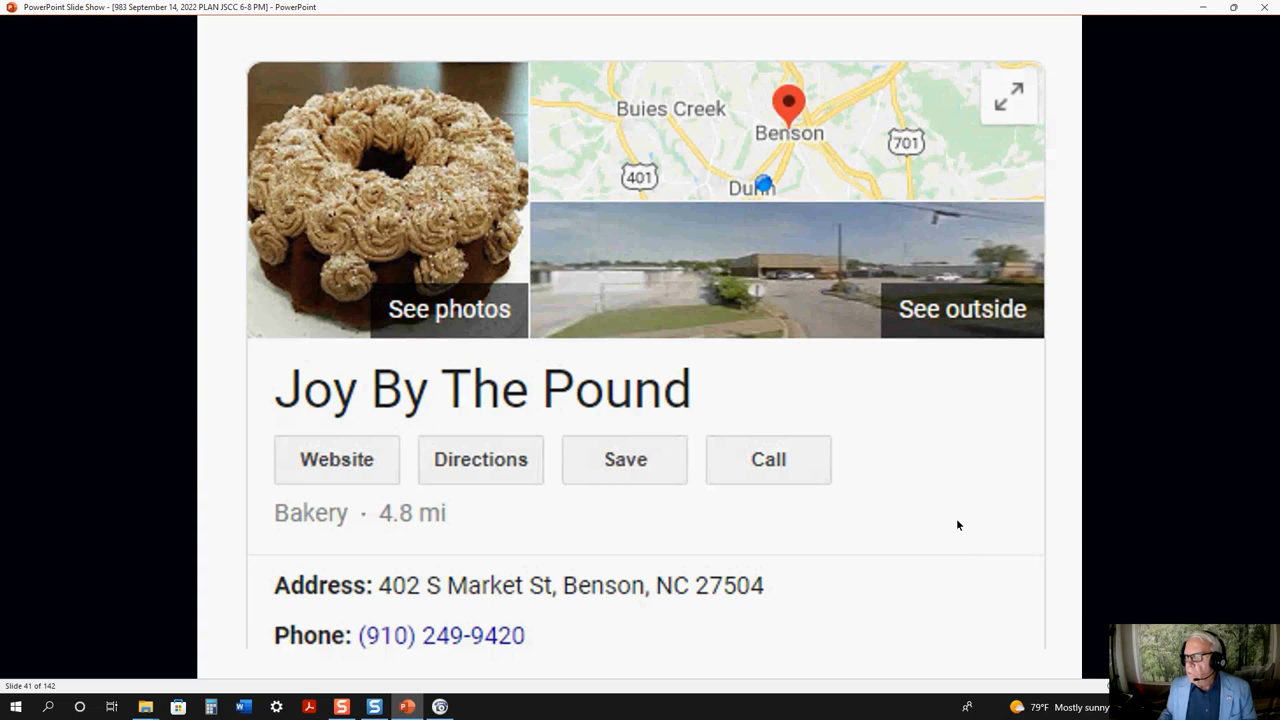 PowerPoint Slide Show - [983 September 14, 2022 PLAN JSCC 6-8 PM] - PowerPoint
Buies Creek
Benson
701
401
Dunn
See photos
See outside
Joy By The Pound
Website
Directions
Save
Call
Bakery · 4.8 mi
Address: 402 S Market St, Benson, NC 27504
Phone: (910) 249-9420
Slide 41 of 142
79°F Mostly sunny